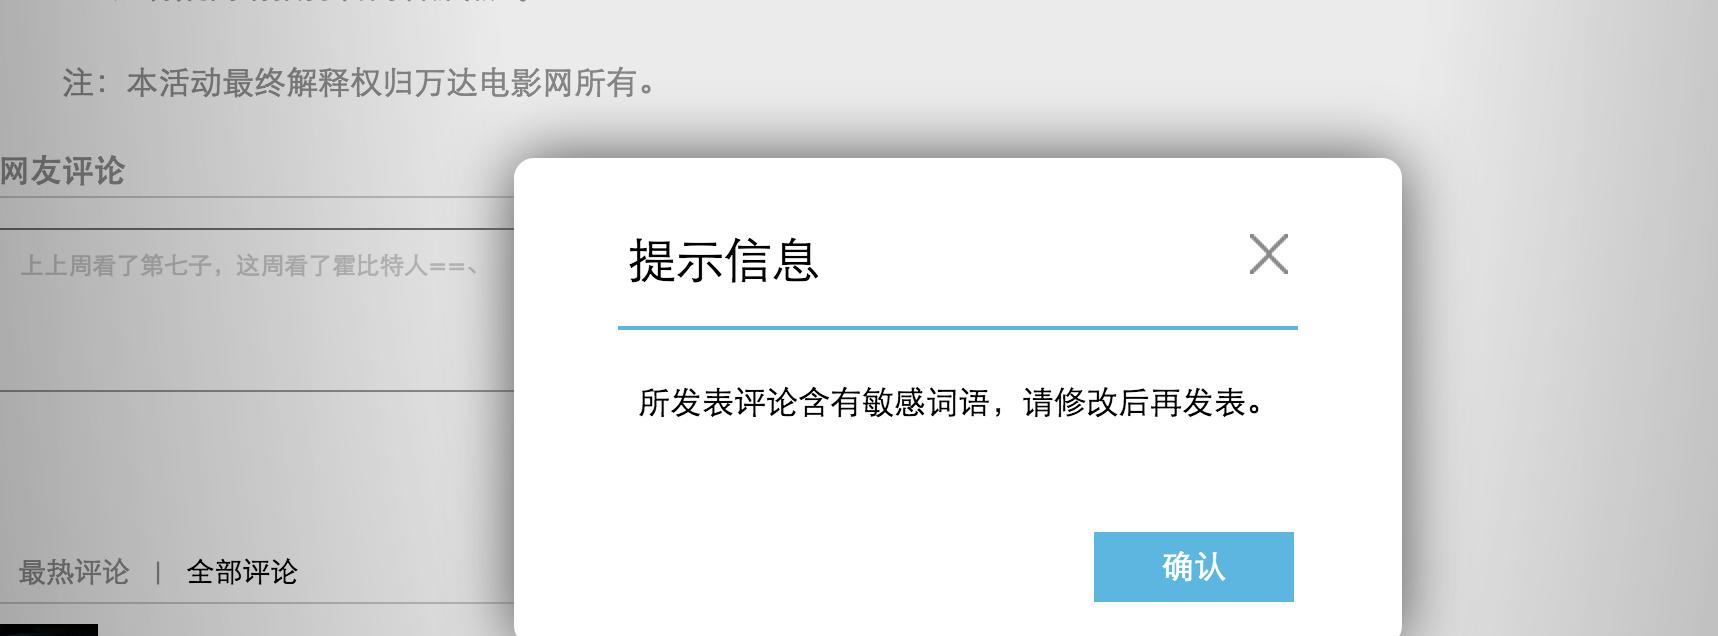 注：本活动最终解释权归万达电影网所有。
网友评论
上上周看了第七子，这周看了霍比特人==、
提示信息
所发表评论含有敏感词语，请修改后再发表。
确认
最热评论 | 全部评论